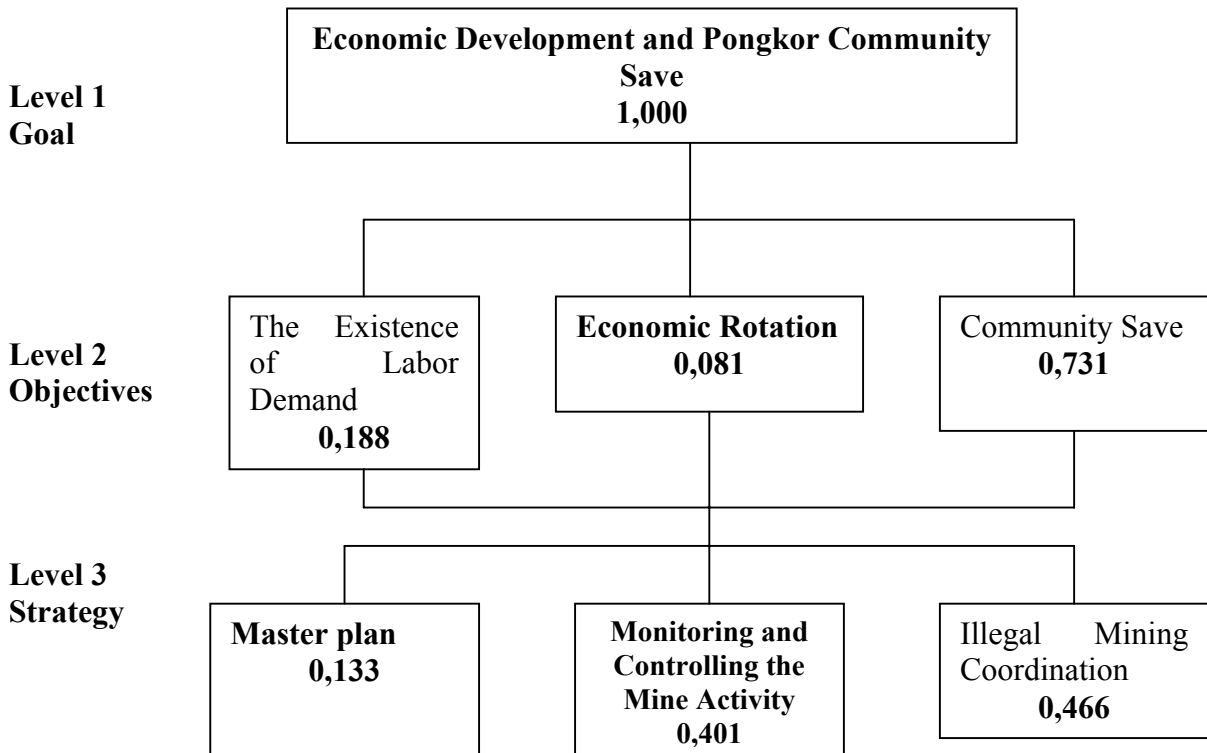 Economic Development and Pongkor Community
Save
1,000
Level 1
Goal
The Existence
of Labor
Demand
0,188
Economic Rotation
0,081
Community Save
0,731
Level 2
Objectives
Level 3
Strategy
Master plan
0,133
Monitoring and
Controlling the
Mine Activity
0,401
Illegal Mining
Coordination
0,466